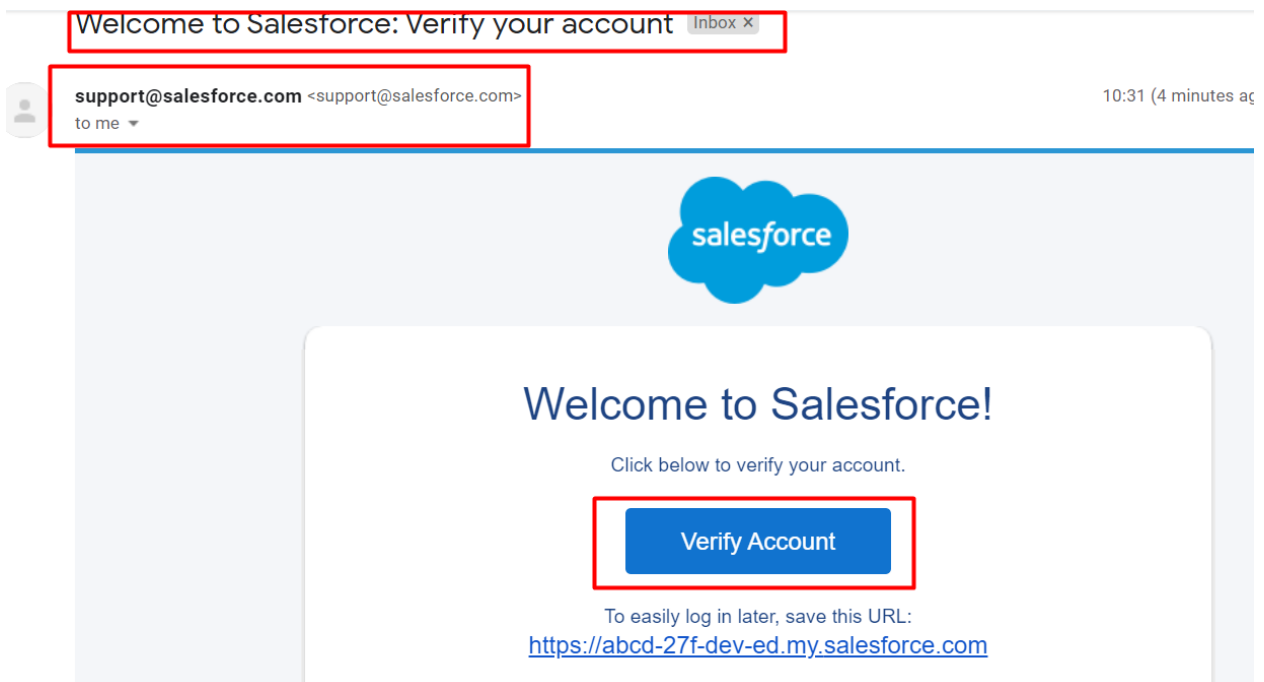 Welcome to Salesforce: Verify your account Inbox ×
support@salesforce.com <support@salesforce.com>
10:31 (4 minutes
to me
salesforce
Welcome to Salesforce!
Click below to verify your account.
Verify Account
To easily log in later, save this URL:
https://abcd-27f-dev-ed.my.salesforce.com